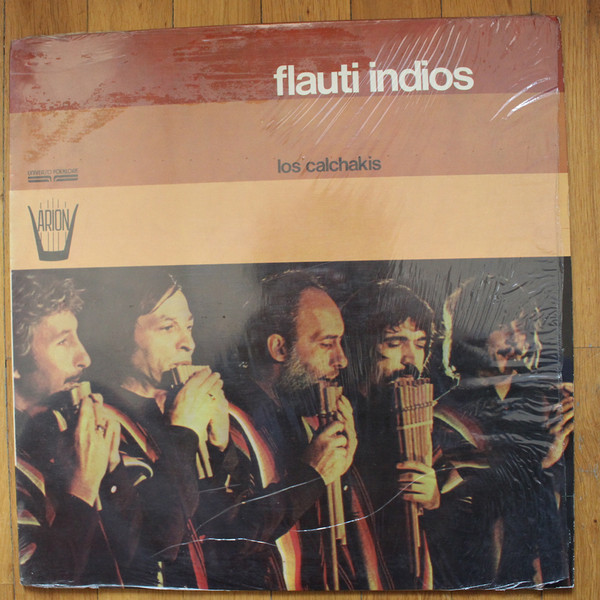 flauti indios
los calchakis
ARION